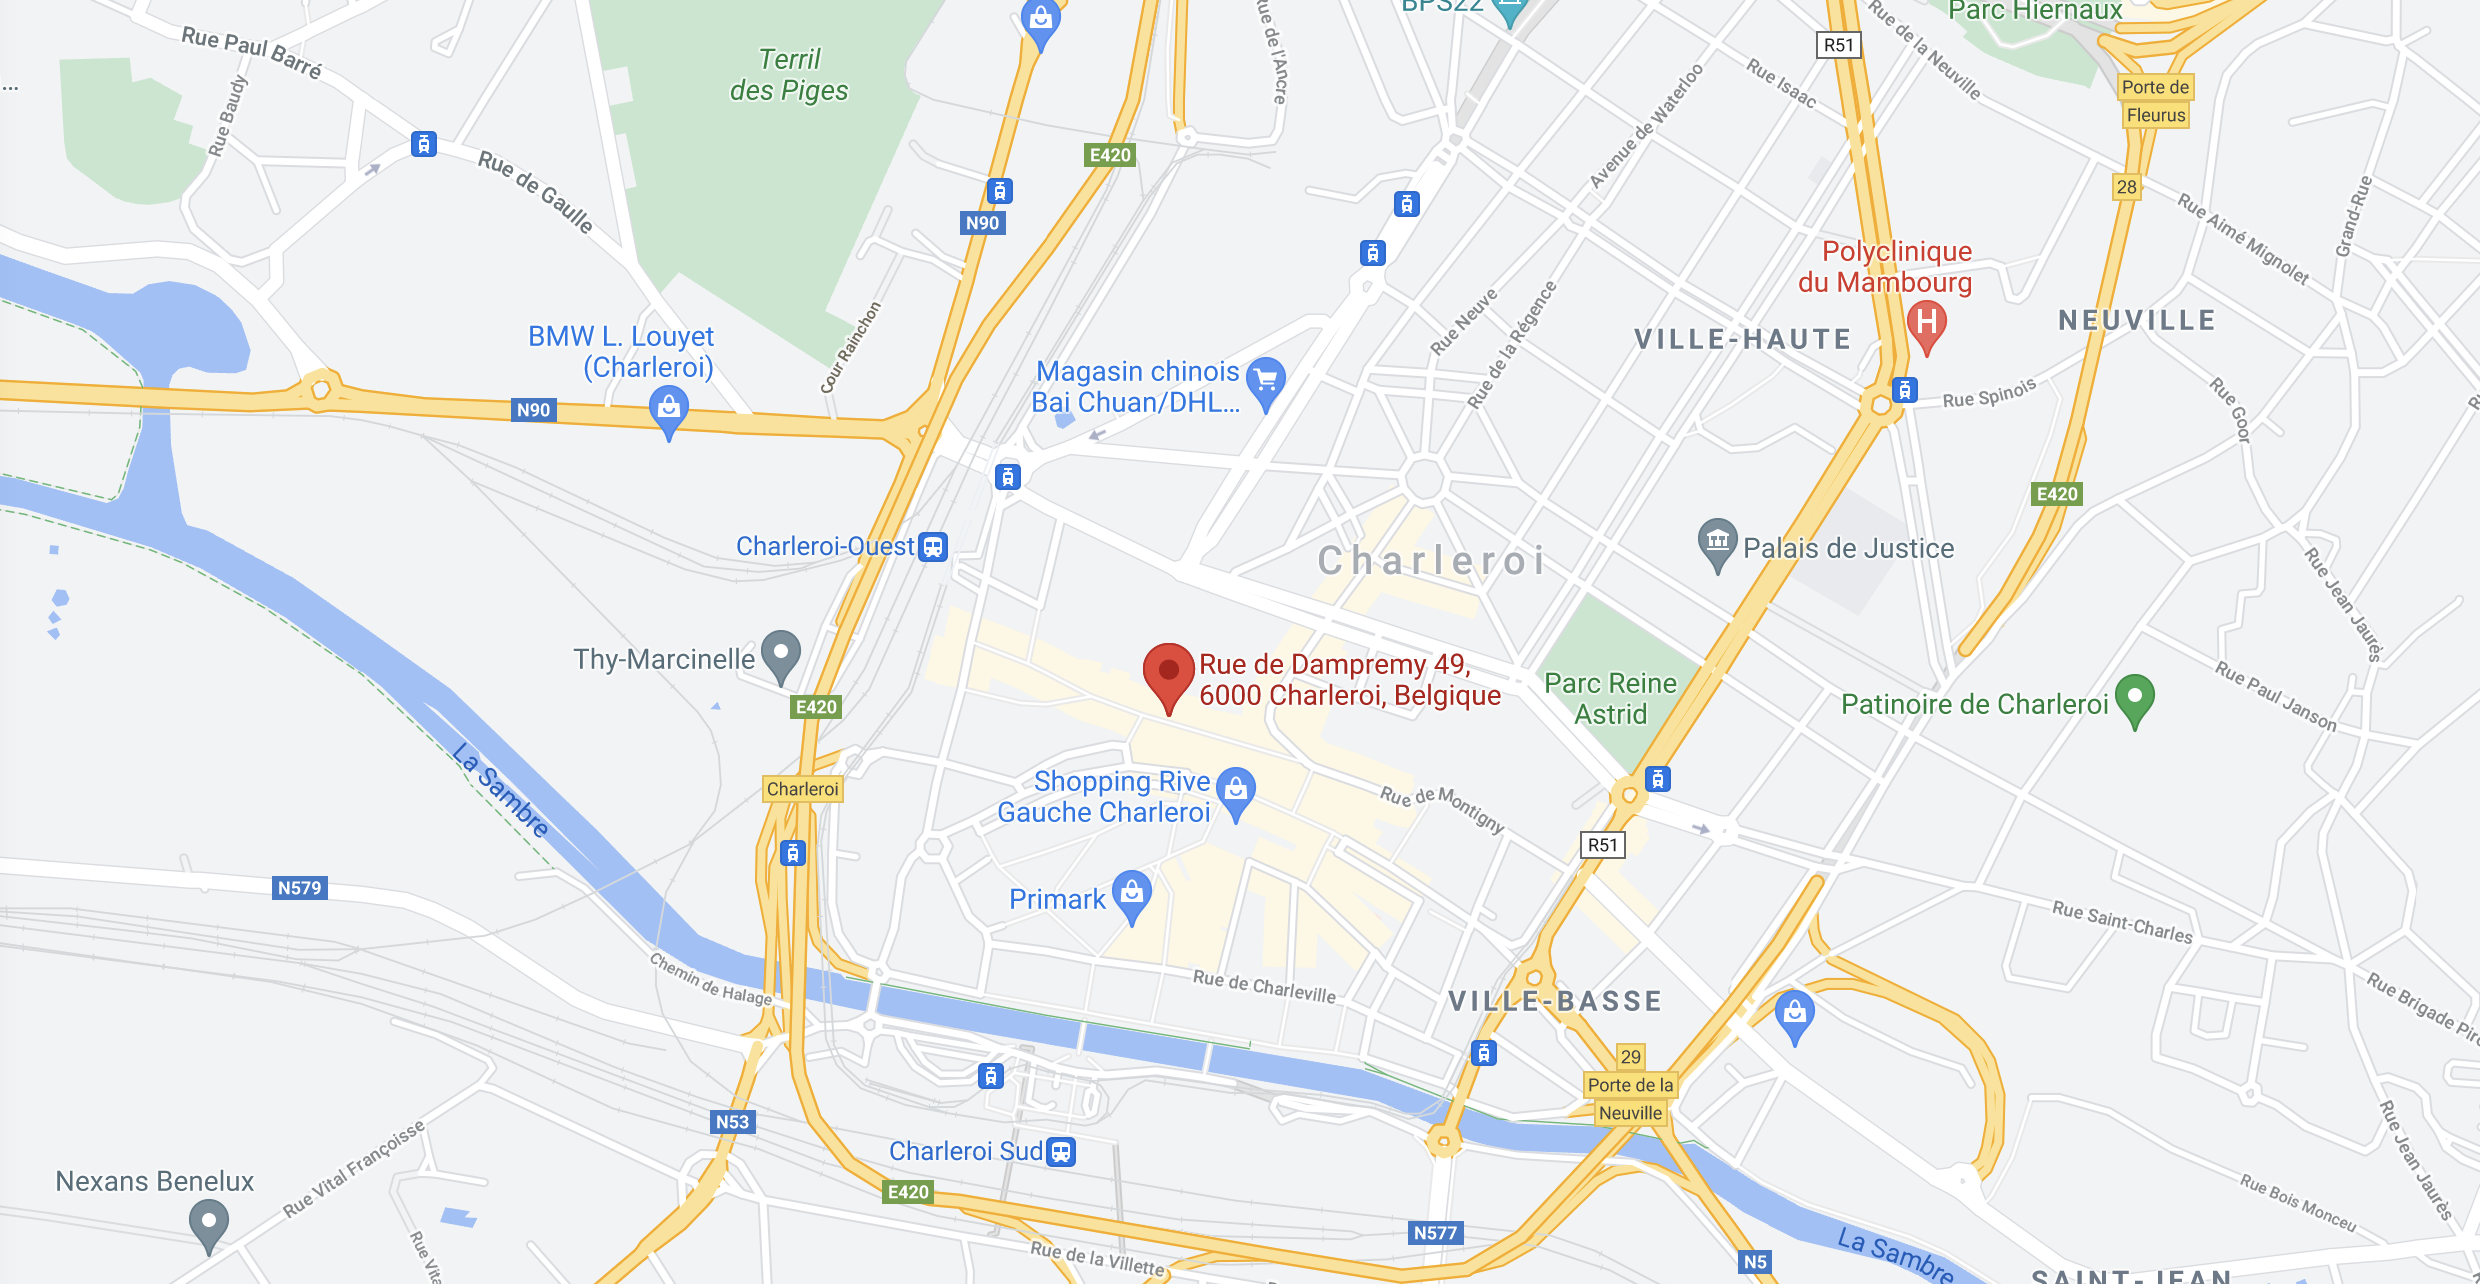 BPS22
Parc Hiernaux
Rue Paul Barré
Terril
des Piges
Rue de l'Ancre
R51
Rue de la Neuville
Rue Isaac
Porte de
Fleurus
...
Rue Baudy
Avenue de Waterloo
E420
28
Rue de Gaulle
N90
Rue Aimé Mignolet
Grand-Rue
Polyclinique
du Mambourg
H
NEUVILLE
VILLE-HAUTE
BMW L. Louyet
(Charleroi)
Cour Rainchon
Rue Neuve
Rue de la Régence
Magasin chinois
Bai Chuan/DHL...
N90
Rue Spinois
Rue Goor
E420
Charleroi-Ouest
Charleroi
Palais de Justice
Rue Jean Jaurès
Thy-Marcinelle
Rue de Dampremy 49,
6000 Charleroi, Belgique
Parc Reine
Astrid
Patinoire de Charleroi
Rue Paul Janson
E420
La Sambre
Charleroi
Shopping Rive
Gauche Charleroi
Rue de Montigny
R51
N579
Primark
Rue Saint-Charles
Chemin de Halage
Rue de Charleville
VILLE-BASSE
Rue Brigade Piro
29
Porte de la
Neuville
N53
Charleroi Sud
Rue Vital Françoisse
Nexans Benelux
E420
Rue Jean Jaurès
Rue Bois Monceu
N577
Rue de la Villette
Rue Vita
N5
La Sambre
SAINT-JEAN